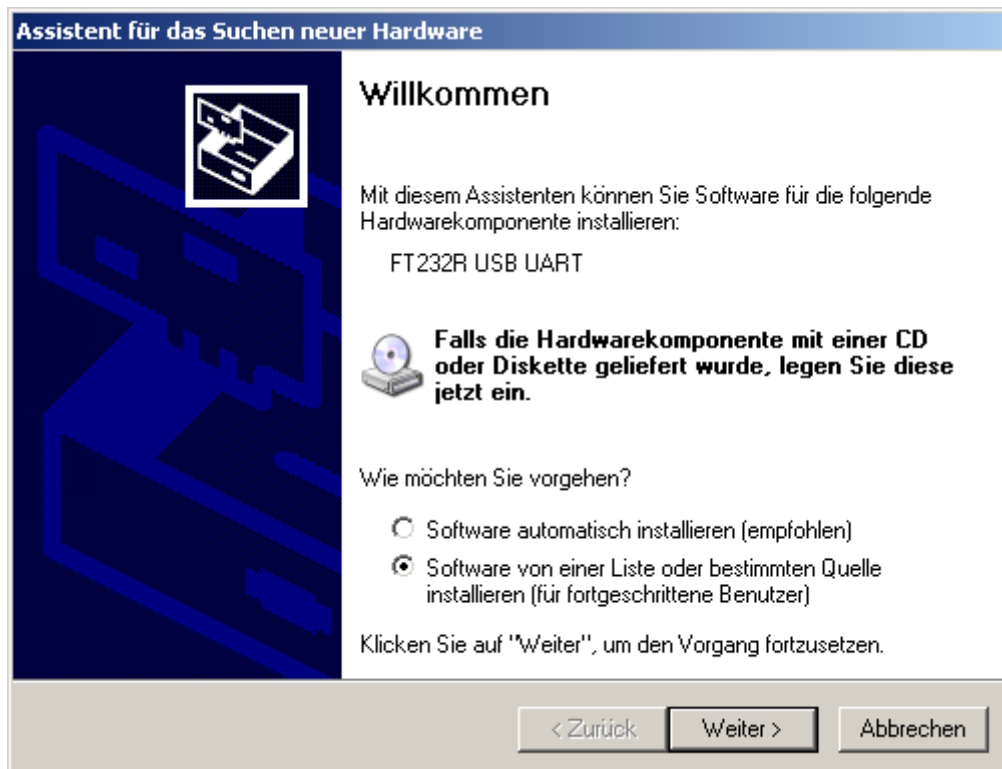 Assistent für das Suchen neuer Hardware
Willkommen
Mit diesem Assistenten können Sie Software für die folgende
Hardwarekomponente installieren:
FT232R USB UART
Falls die Hardwarekomponente mit einer CD
oder Diskette geliefert wurde, legen Sie diese
jetzt ein.
Wie möchten Sie vorgehen?
Software automatisch installieren (empfohlen)
Software von einer Liste oder bestimmten Quelle
installieren (für fortgeschrittene Benutzer)
Klicken Sie auf "Weiter", um den Vorgang fortzusetzen.
< Zurück Weiter > Abbrechen